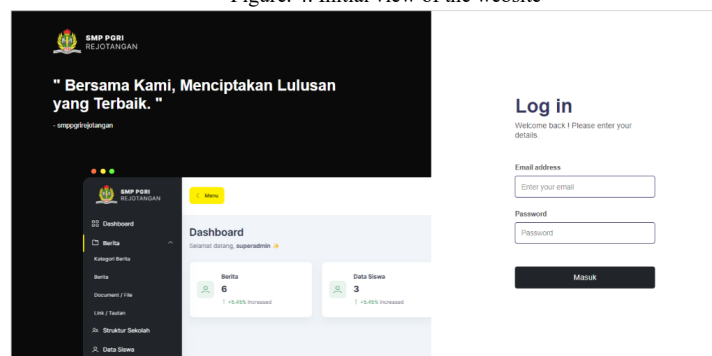 Figure. 4. Initial view of the website
SMP PGRI
REJOTANGAN
" Bersama Kami, Menciptakan Lulusan
yang Terbaik. "
- smppgrirejotangan
SMP PGRI
REJOTANGAN
Dashboard
Berita
Kategori Berita
Berita
Document / File
Link / Tautan
Struktur Sekolah
Data Siswa
< Menu
Dashboard
Selamat datang, superadmin ✨
Berita
6
↑ +5.45% Increased
Data Siswa
3
↑ +5.45% Increased
Log in
Welcome back ! Please enter your
details.
Email address
Enter your email
Password
Password
Masuk